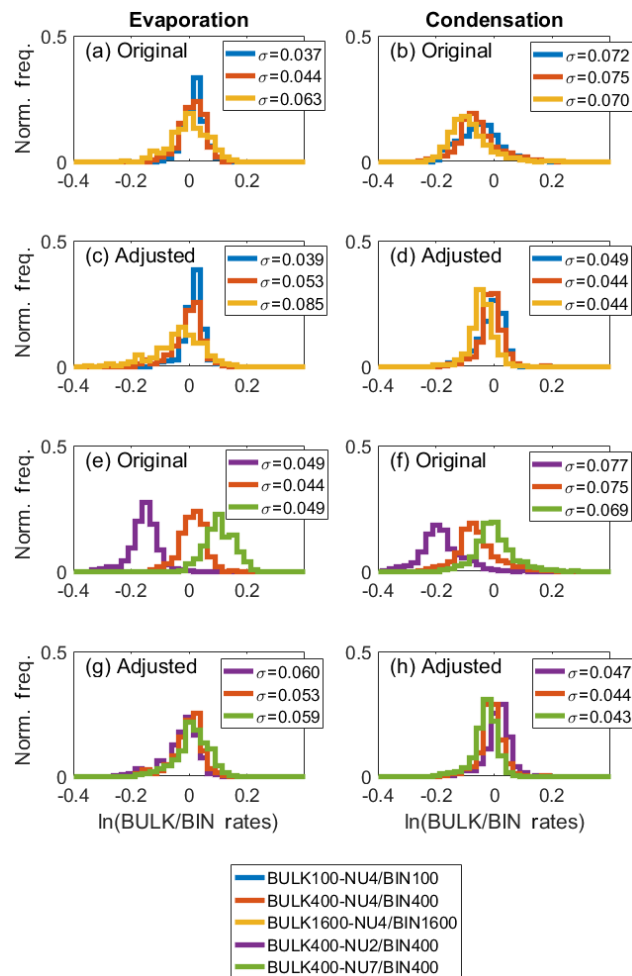 Evaporation Condensation
(a) Original
σ=0.037
σ=0.044
σ=0.063
Norm. freq.
0.5
0
-0.4 -0.2 0 0.2
(b) Original
σ=0.072
σ=0.075
σ=0.070
0.5
0
-0.4 -0.2 0 0.2
(c) Adjusted
σ=0.039
σ=0.053
σ=0.085
Norm. freq.
0.5
0
-0.4 -0.2 0 0.2
(d) Adjusted
σ=0.049
σ=0.044
σ=0.044
0.5
0
-0.4 -0.2 0 0.2
(e) Original
σ=0.049
σ=0.044
σ=0.049
Norm. freq.
0.5
0
-0.4 -0.2 0 0.2
(f) Original
σ=0.077
σ=0.075
σ=0.069
0.5
0
-0.4 -0.2 0 0.2
(g) Adjusted
σ=0.060
σ=0.053
σ=0.059
Norm. freq.
0.5
0
-0.4 -0.2 0 0.2
ln(BULK/BIN rates)
(h) Adjusted
σ=0.047
σ=0.044
σ=0.043
0.5
0
-0.4 -0.2 0 0.2
ln(BULK/BIN rates)
BULK100-NU4/BIN100
BULK400-NU4/BIN400
BULK1600-NU4/BIN1600
BULK400-NU2/BIN400
BULK400-NU7/BIN400